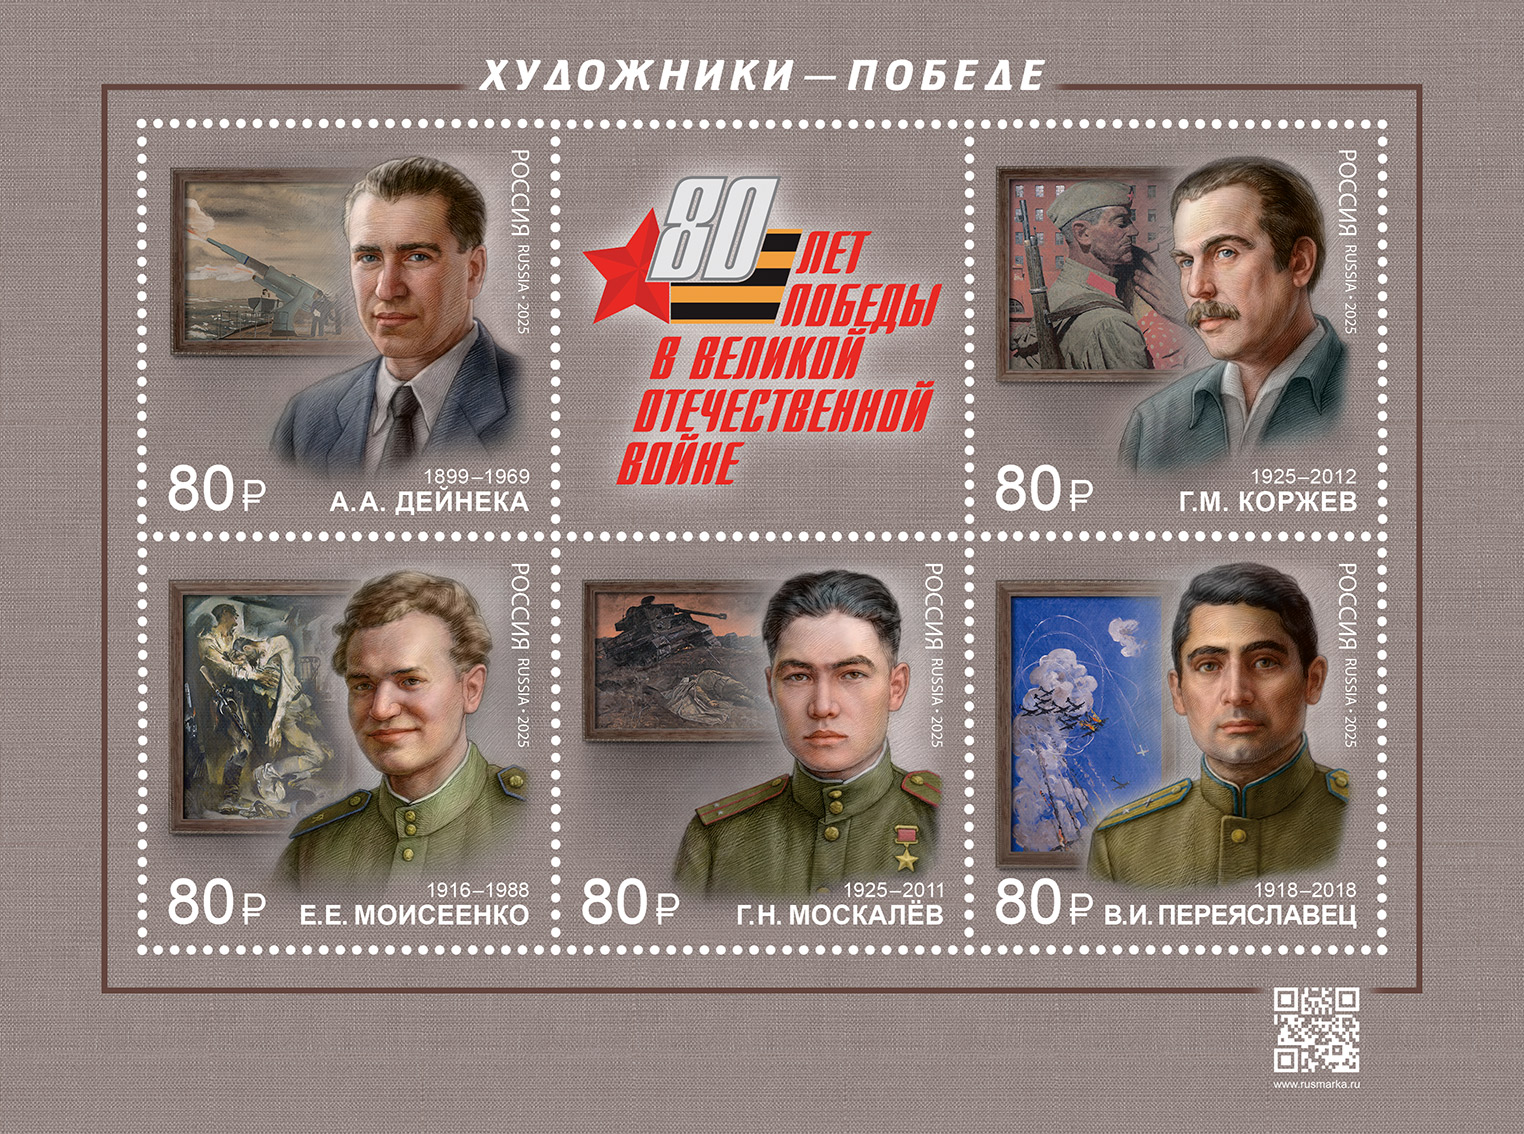 ХУДОЖНИКИ — ПОБЕДЕ
РОССИЯ RUSSIA • 2025
80 ₽
1899–1969
А.А. ДЕЙНЕКА
80 ЛЕТ
ПОБЕДЫ
В ВЕЛИКОЙ
ОТЕЧЕСТВЕННОЙ
ВОЙНЕ
РОССИЯ RUSSIA • 2025
80 ₽
1925–2012
Г.М. КОРЖЕВ
РОССИЯ RUSSIA • 2025
80 ₽
1916–1988
Е.Е. МОИСЕЕНКО
РОССИЯ RUSSIA • 2025
80 ₽
1925–2011
Г.Н. МОСКАЛЁВ
РОССИЯ RUSSIA • 2025
80 ₽
1918–2018
В.И. ПЕРЕЯСЛАВЕЦ
www.rusmarka.ru